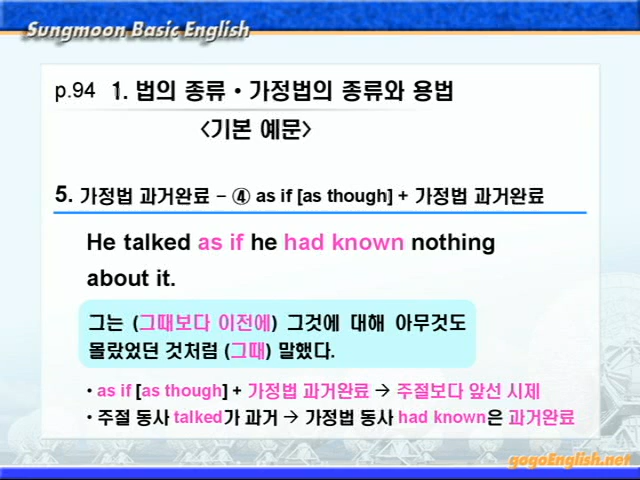 Sungmoon Basic English
p.94 1. 법의 종류 • 가정법의 종류와 용법
<기본 예문>
5. 가정법 과거완료 – ④ as if [as though] + 가정법 과거완료
He talked as if he had known nothing
about it.
그는 (그때보다 이전에) 그것에 대해 아무것도
몰랐었던 것처럼 (그때) 말했다.
• as if [as though] + 가정법 과거완료 → 주절보다 앞선 시제
• 주절 동사 talked가 과거 → 가정법 동사 had known은 과거완료
gogoEnglish.net